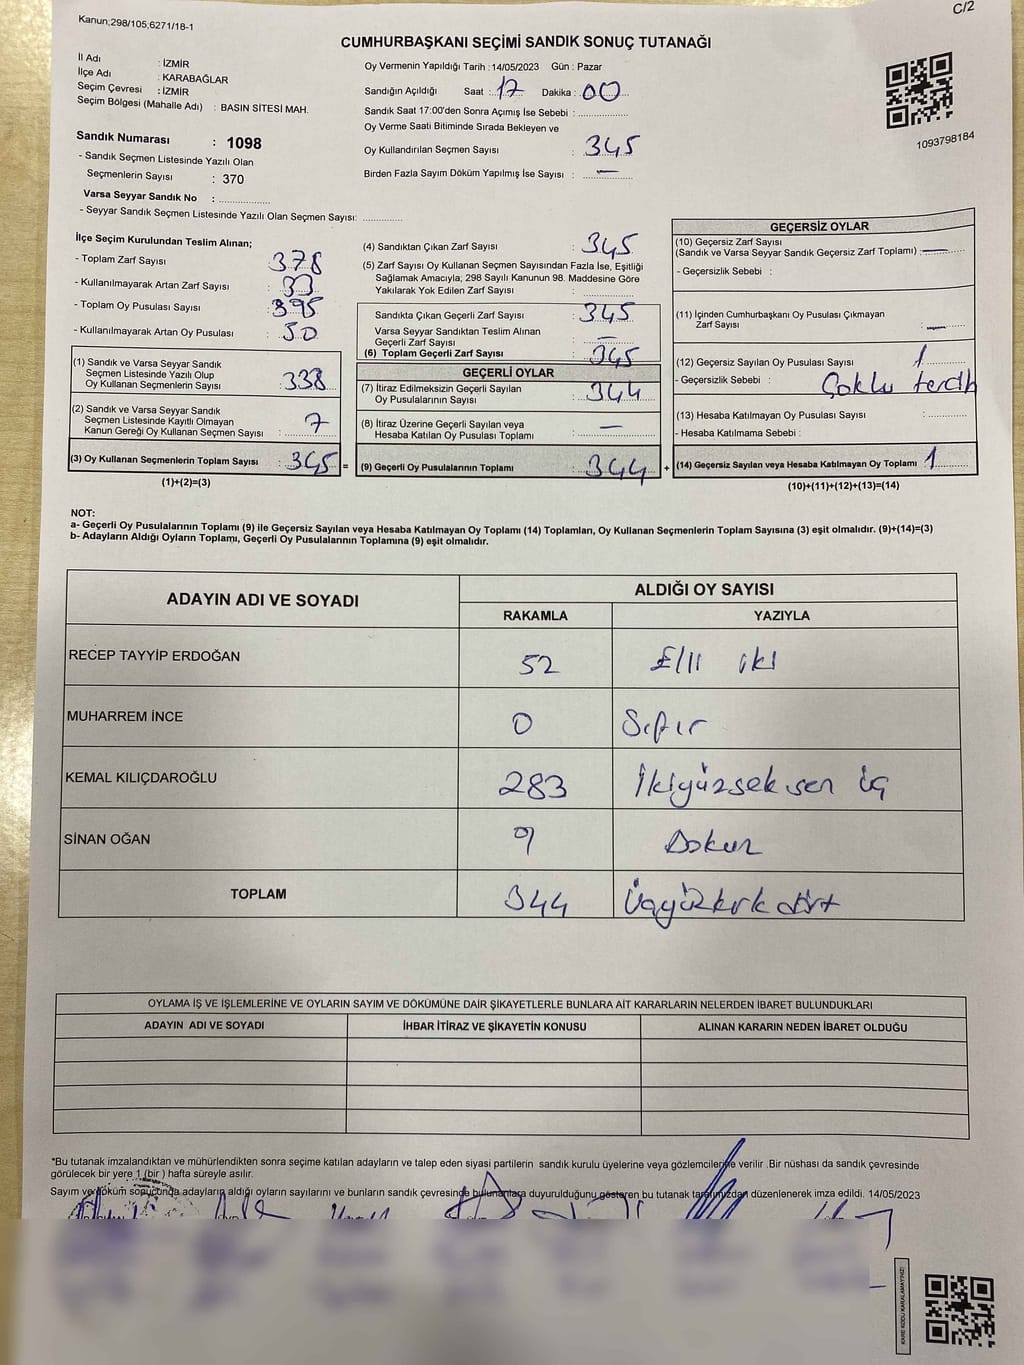 Kanun;298/105;6271/18-1
C/2
CUMHURBAŞKANI SEÇİMİ SANDIK SONUÇ TUTANAĞI
İl Adı : İZMİR
İlçe Adı : KARABAĞLAR
Seçim Çevresi : İZMİR
Seçim Bölgesi (Mahalle Adı) : BASIN SİTESİ MAH.
Oy Vermenin Yapıldığı Tarih :14/05/2023 Gün : Pazar
Sandığın Açıldığı Saat : 17 Dakika : 00
Sandık Saat 17:00'den Sonra Açımış İse Sebebi :
Oy Verme Saati Bitiminde Sırada Bekleyen ve
Oy Kullandırılan Seçmen Sayısı : 345
Birden Fazla Sayım Döküm Yapılmış İse Sayısı : —
1093798184
Sandık Numarası : 1098
- Sandık Seçmen Listesinde Yazılı Olan
Seçmenlerin Sayısı : 370
Varsa Seyyar Sandık No :
- Seyyar Sandık Seçmen Listesinde Yazılı Olan Seçmen Sayısı:
İlçe Seçim Kurulundan Teslim Alınan;
- Toplam Zarf Sayısı : 378
- Kullanılmayarak Artan Zarf Sayısı : 33
- Toplam Oy Pusulası Sayısı : 395
- Kullanılmayarak Artan Oy Pusulası : 50
(1) Sandık ve Varsa Seyyar Sandık
Seçmen Listesinde Yazılı Olup
Oy Kullanan Seçmenlerin Sayısı : 338
(2) Sandık ve Varsa Seyyar Sandık
Seçmen Listesinde Kayıtlı Olmayan
Kanun Gereği Oy Kullanan Seçmen Sayısı : 7
(3) Oy Kullanan Seçmenlerin Toplam Sayısı : 345 =
(1)+(2)=(3)
(4) Sandıktan Çıkan Zarf Sayısı : 345
(5) Zarf Sayısı Oy Kullanan Seçmen Sayısından Fazla İse, Eşitliği
Sağlamak Amacıyla; 298 Sayılı Kanunun 98. Maddesine Göre
Yakılarak Yok Edilen Zarf Sayısı :
Sandıkta Çıkan Geçerli Zarf Sayısı : 345
Varsa Seyyar Sandıktan Teslim Alınan
Geçerli Zarf Sayısı : —
(6) Toplam Geçerli Zarf Sayısı : 345
GEÇERLİ OYLAR
(7) İtiraz Edilmeksizin Geçerli Sayılan
Oy Pusulalarının Sayısı : 344
(8) İtiraz Üzerine Geçerli Sayılan veya
Hesaba Katılan Oy Pusulası Toplamı : —
(9) Geçerli Oy Pusulalarının Toplamı : 344 +
GEÇERSİZ OYLAR
(10) Geçersiz Zarf Sayısı
(Sandık ve Varsa Seyyar Sandık Geçersiz Zarf Toplamı) : —
- Geçersizlik Sebebi :
(11) İçinden Cumhurbaşkanı Oy Pusulası Çıkmayan
Zarf Sayısı : —
(12) Geçersiz Sayılan Oy Pusulası Sayısı : 1
- Geçersizlik Sebebi : Çoklu tercih
(13) Hesaba Katılmayan Oy Pusulası Sayısı :
- Hesaba Katılmama Sebebi :
(14) Geçersiz Sayılan veya Hesaba Katılmayan Oy Toplamı : 1
(10)+(11)+(12)+(13)=(14)
NOT:
a- Geçerli Oy Pusulalarının Toplamı (9) ile Geçersiz Sayılan veya Hesaba Katılmayan Oy Toplamı (14) Toplamları, Oy Kullanan Seçmenlerin Toplam Sayısına (3) eşit olmalıdır. (9)+(14)=(3)
b- Adayların Aldığı Oyların Toplamı, Geçerli Oy Pusulalarının Toplamına (9) eşit olmalıdır.
ADAYIN ADI VE SOYADI ALDIĞI OY SAYISI
RAKAMLA YAZIYLA
RECEP TAYYİP ERDOĞAN 52 Elli iki
MUHARREM İNCE 0 Sıfır
KEMAL KILIÇDAROĞLU 283 İkiyüzseksen üç
SİNAN OĞAN 9 Dokuz
TOPLAM 344 Üçyüzkırkdört
OYLAMA İŞ VE İŞLEMLERİNE VE OYLARIN SAYIM VE DÖKÜMÜNE DAİR ŞİKAYETLERLE BUNLARA AİT KARARLARIN NELERDEN İBARET BULUNDUKLARI
ADAYIN ADI VE SOYADI İHBAR İTİRAZ VE ŞİKAYETİN KONUSU ALINAN KARARIN NEDEN İBARET OLDUĞU
*Bu tutanak imzalandıktan ve mühürlendikten sonra seçime katılan adayların ve talep eden siyasi partilerin sandık kurulu üyelerine veya gözlemcilerine verilir .Bir nüshası da sandık çevresinde
görülecek bir yere 1 (bir ) hafta süreyle asılır.
Sayım ve döküm sonucunda adayların aldığı oyların sayılarını ve bunların sandık çevresinde bulunanlara duyurulduğunu gösteren bu tutanak tarafımızdan düzenlenerek imza edildi. 14/05/2023
KARE KODU KARALAMAYINIZ!